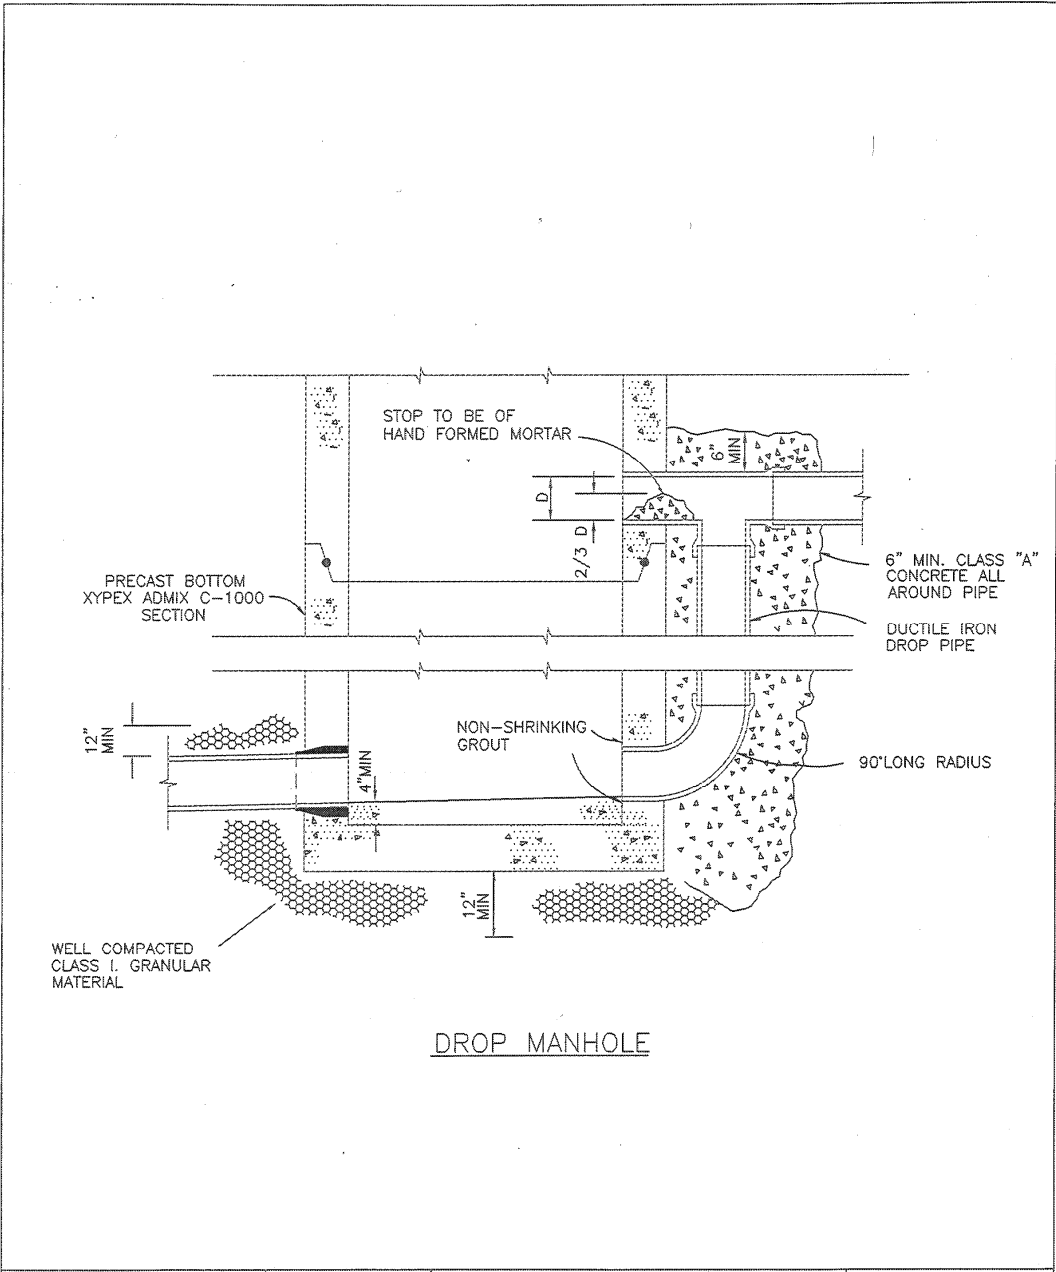 STOP TO BE OF
HAND FORMED MORTAR
6"
MIN
D
2/3 D
PRECAST BOTTOM
XYPEX ADMIX C-1000
SECTION
6" MIN. CLASS "A"
CONCRETE ALL
AROUND PIPE
DUCTILE IRON
DROP PIPE
12"
MIN
NON-SHRINKING
GROUT
4"MIN
90°LONG RADIUS
12"
MIN
WELL COMPACTED
CLASS I. GRANULAR
MATERIAL
DROP MANHOLE